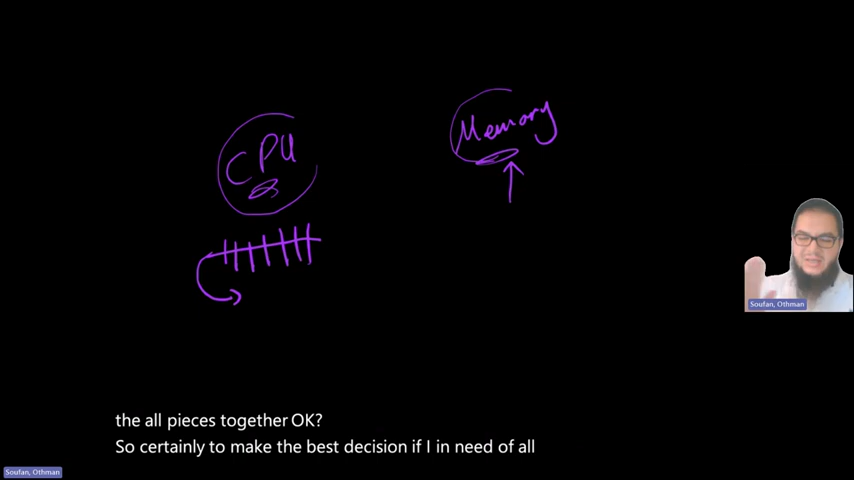 CPU
Memory
Soufan, Othman
the all pieces together OK?
So certainly to make the best decision if I in need of all
Soufan, Othman